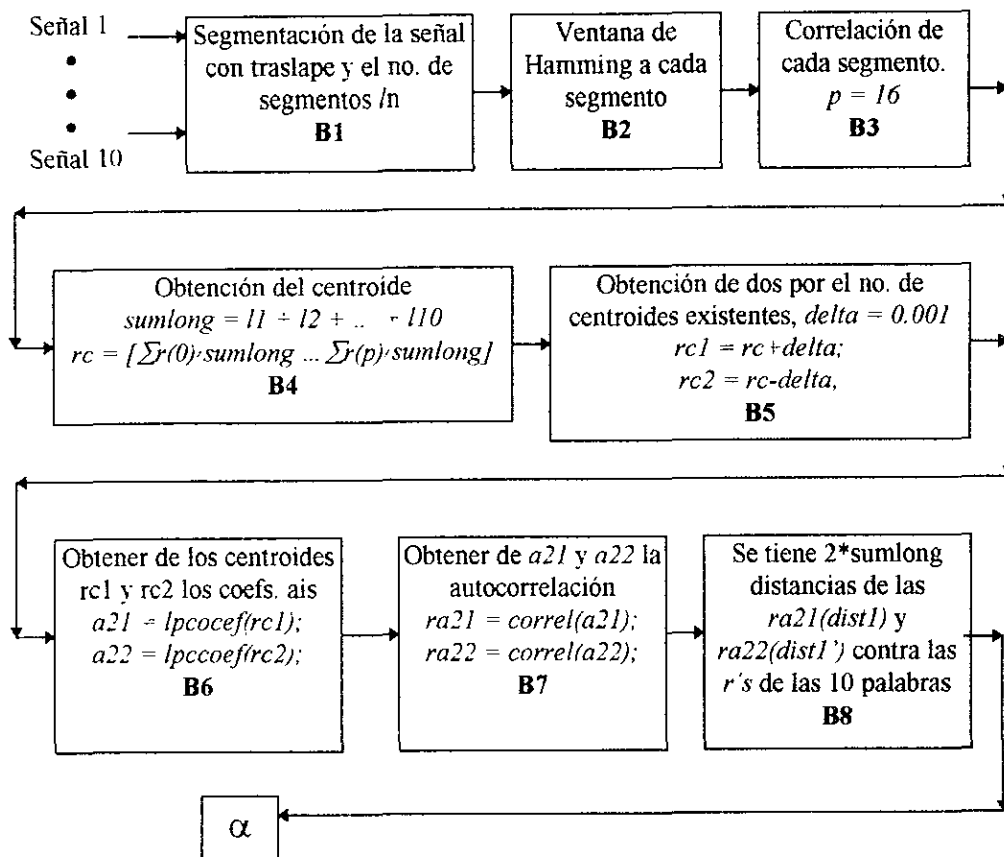 Señal 1
Señal 10
Segmentación de la señal
con traslape y el no. de
segmentos ln
B1
Ventana de
Hamming a cada
segmento
B2
Correlación de
cada segmento.
p = 16
B3
Obtención del centroide
sumlong = l1 + l2 + .. + l10
rc = [∑r(0)/sumlong ... ∑r(p)/sumlong]
B4
Obtención de dos por el no. de
centroides existentes, delta = 0.001
rc1 = rc+delta;
rc2 = rc-delta,
B5
Obtener de los centroides
rc1 y rc2 los coefs. ais
a21 = lpcocef(rc1);
a22 = lpccoef(rc2);
B6
Obtener de a21 y a22 la
autocorrelación
ra21 = correl(a21);
ra22 = correl(a22);
B7
Se tiene 2*sumlong
distancias de las
ra21(dist1) y
ra22(dist1') contra las
r's de las 10 palabras
B8
α